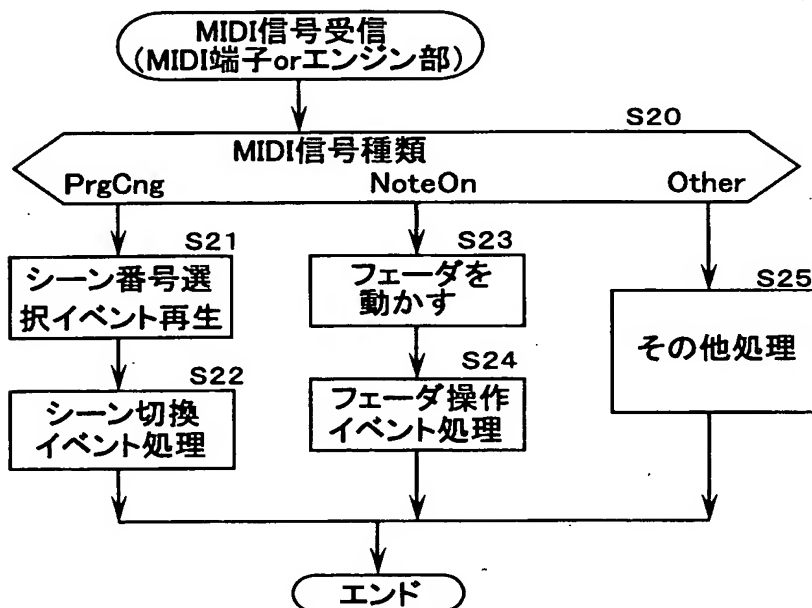 MIDI信号受信
(MIDI端子orエンジン部)
S20
MIDI信号種類
PrgCng NoteOn Other
S21
シーン番号選
択イベント再生
S22
シーン切換
イベント処理
S23
フェーダを
動かす
S24
フェーダ操作
イベント処理
S25
その他処理
エンド